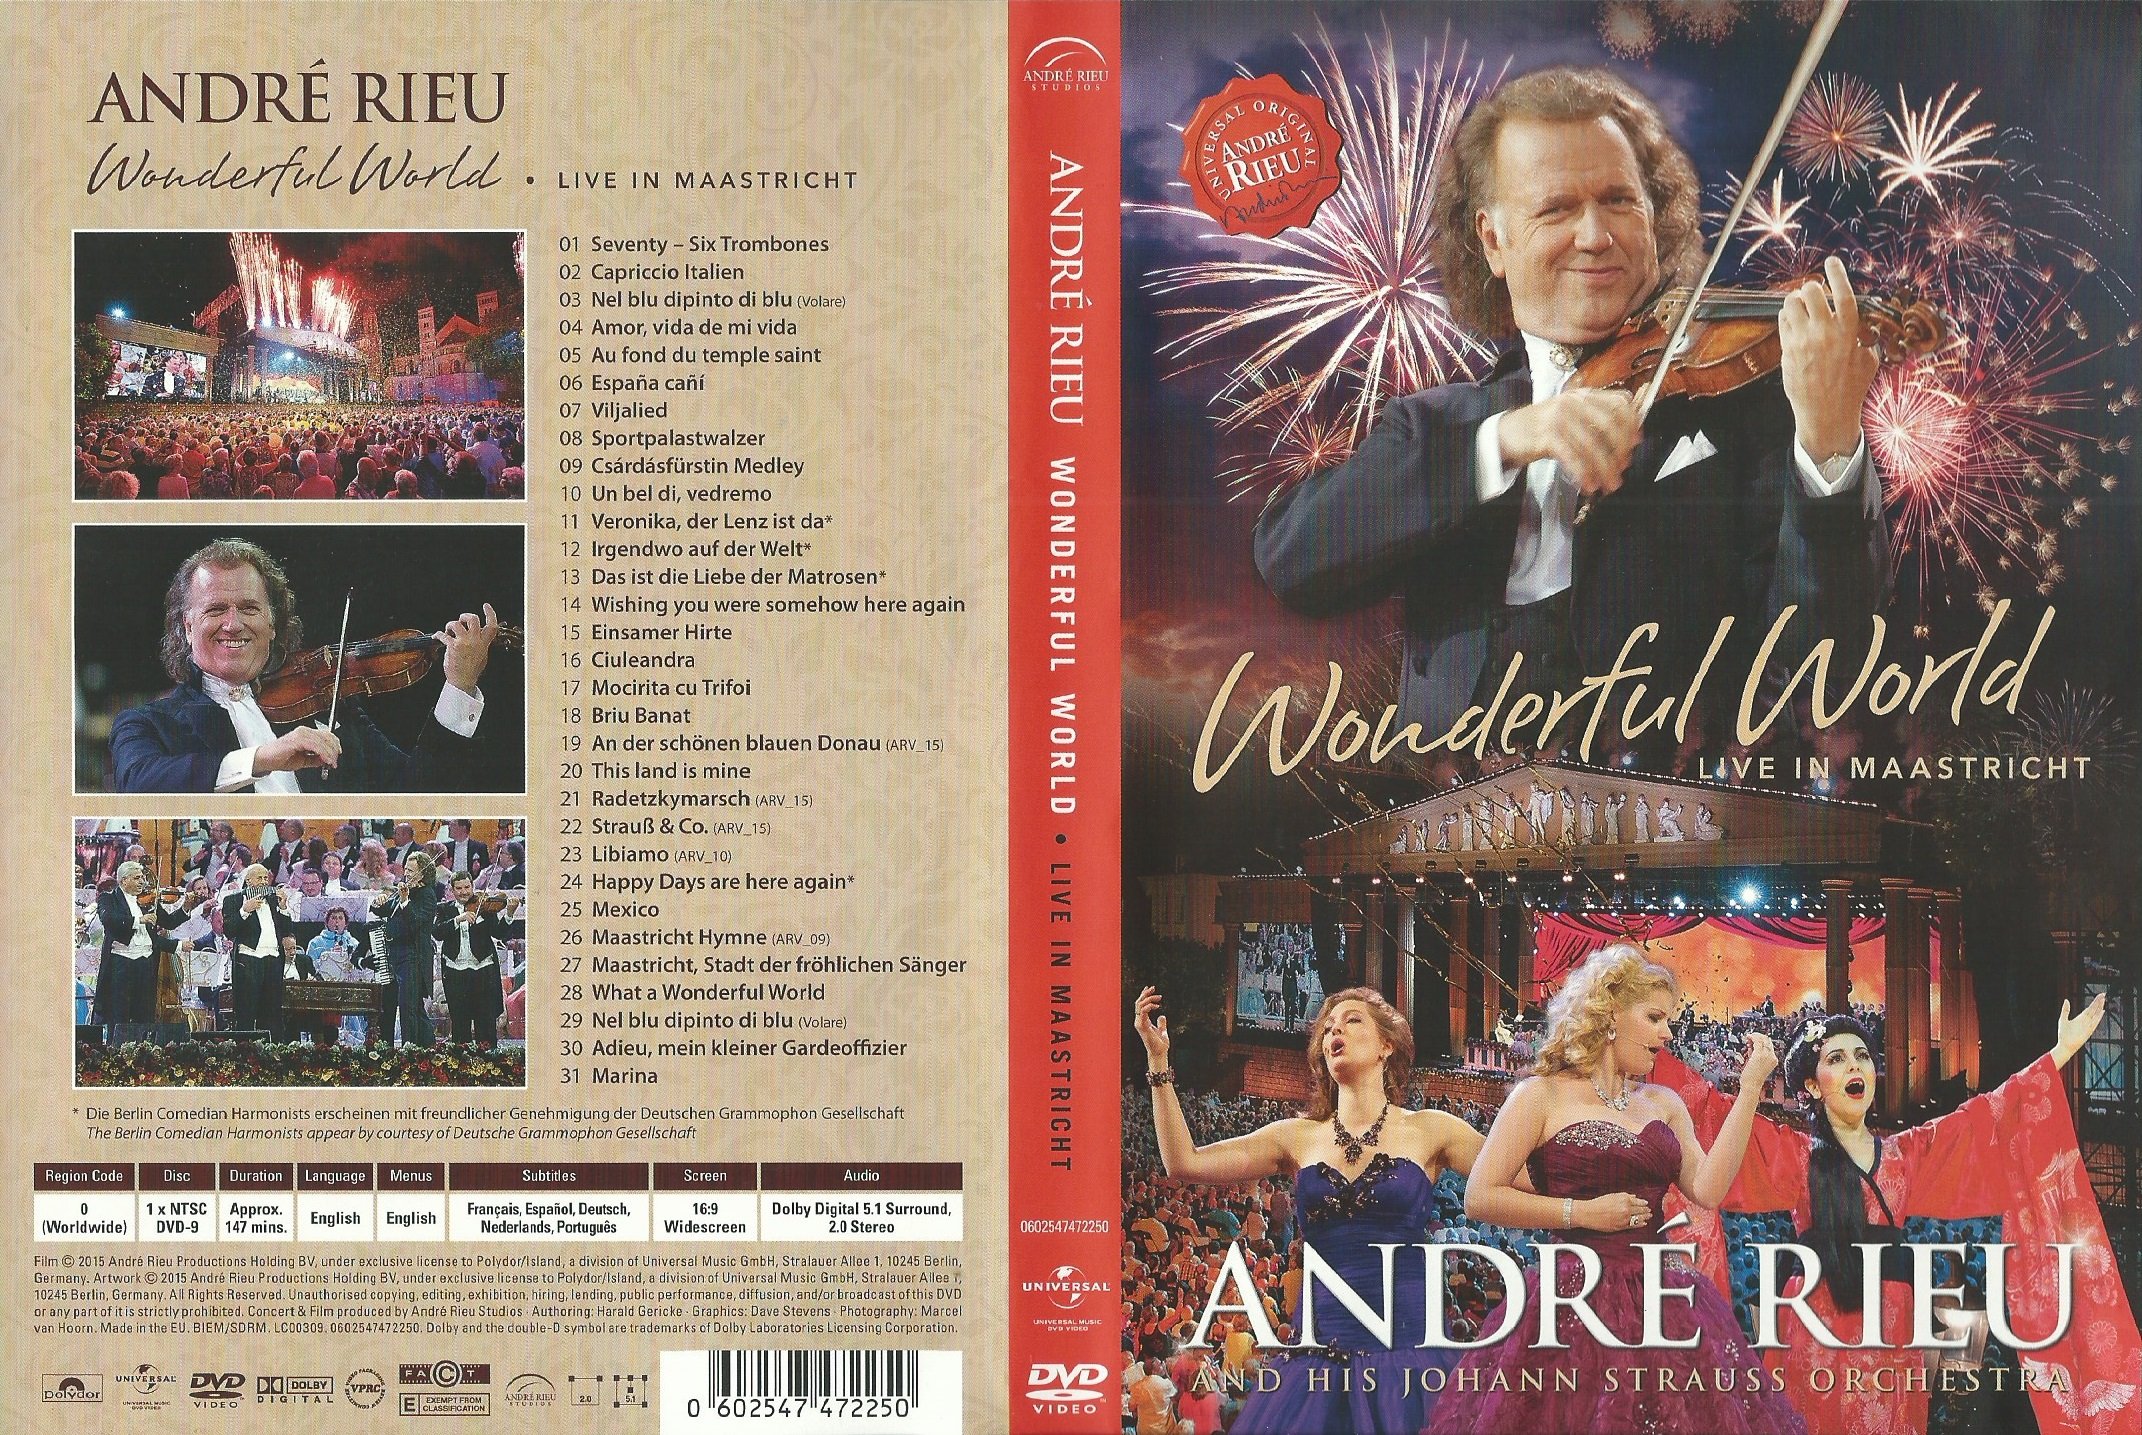 ANDRÉ RIEU
Wonderful World • LIVE IN MAASTRICHT
01 Seventy – Six Trombones
02 Capriccio Italien
03 Nel blu dipinto di blu (Volare)
04 Amor, vida de mi vida
05 Au fond du temple saint
06 España cañí
07 Viljalied
08 Sportpalastwalzer
09 Csárdásfürstin Medley
10 Un bel di, vedremo
11 Veronika, der Lenz ist da*
12 Irgendwo auf der Welt*
13 Das ist die Liebe der Matrosen*
14 Wishing you were somehow here again
15 Einsamer Hirte
16 Ciuleandra
17 Mocirita cu Trifoi
18 Briu Banat
19 An der schönen blauen Donau (ARV_15)
20 This land is mine
21 Radetzkymarsch (ARV_15)
22 Strauß & Co. (ARV_15)
23 Libiamo (ARV_10)
24 Happy Days are here again*
25 Mexico
26 Maastricht Hymne (ARV_09)
27 Maastricht, Stadt der fröhlichen Sänger
28 What a Wonderful World
29 Nel blu dipinto di blu (Volare)
30 Adieu, mein kleiner Gardeoffizier
31 Marina
* Die Berlin Comedian Harmonists erscheinen mit freundlicher Genehmigung der Deutschen Grammophon Gesellschaft
The Berlin Comedian Harmonists appear by courtesy of Deutsche Grammophon Gesellschaft
Region Code Disc Duration Language Menus Subtitles Screen Audio
0 1 x NTSC Approx. English English Français, Español, Deutsch, 16:9 Dolby Digital 5.1 Surround,
(Worldwide) DVD-9 147 mins. Nederlands, Português Widescreen 2.0 Stereo
Film © 2015 André Rieu Productions Holding BV, under exclusive license to Polydor/Island, a division of Universal Music GmbH, Stralauer Allee 1, 10245 Berlin,
Germany. Artwork © 2015 André Rieu Productions Holding BV, under exclusive license to Polydor/Island, a division of Universal Music GmbH, Stralauer Allee 1,
10245 Berlin, Germany. All Rights Reserved. Unauthorised copying, editing, exhibition, hiring, lending, public performance, diffusion, and/or broadcast of this DVD
or any part of it is strictly prohibited. Concert & Film produced by André Rieu Studios · Authoring: Harald Gericke · Graphics: Dave Stevens · Photography: Marcel
van Hoorn. Made in the EU. BIEM/SDRM. LC00309. 0602547472250. Dolby and the double-D symbol are trademarks of Dolby Laboratories Licensing Corporation.
Polydor
UNIVERSAL
UNIVERSAL MUSIC
DVD VIDEO
DVD
VIDEO
DOLBY
DIGITAL
VPRC
FACT
E EXEMPT FROM
CLASSIFICATION
ANDRÉ RIEU
STUDIOS
2.0
5.1
0 602547 472250
ANDRÉ RIEU
STUDIOS
ANDRÉ RIEU WONDERFUL WORLD • LIVE IN MAASTRICHT
0602547472250
UNIVERSAL
UNIVERSAL MUSIC
DVD VIDEO
DVD
VIDEO
UNIVERSAL ORIGINAL
ANDRÉ
RIEU
Wonderful World
LIVE IN MAASTRICHT
ANDRÉ RIEU
AND HIS JOHANN STRAUSS ORCHESTRA